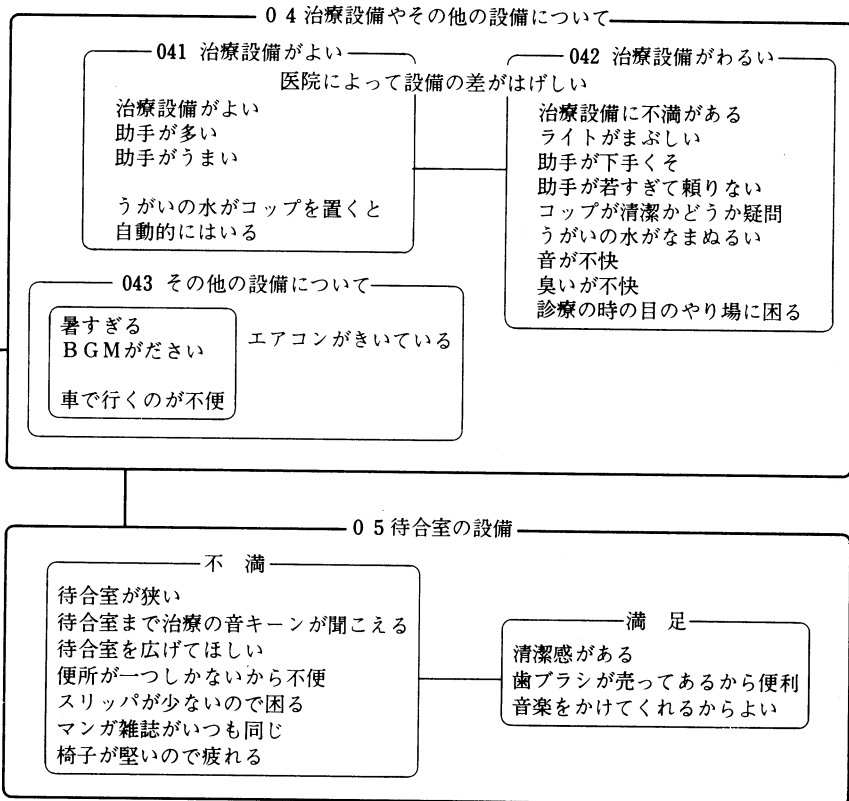 04治療設備やその他の設備について
041 治療設備がよい
042 治療設備がわるい
医院によって設備の差がはげしい
治療設備がよい
助手が多い
助手がうまい
うがいの水がコップを置くと
自動的にはいる
治療設備に不満がある
ライトがまぶしい
助手が下手くそ
助手が若すぎて頼りない
コップが清潔かどうか疑問
うがいの水がなまぬるい
音が不快
臭いが不快
診療の時の目のやり場に困る
043 その他の設備について
暑すぎる
BGMがださい
車で行くのが不便
エアコンがきいている
05待合室の設備
不 満
待合室が狭い
待合室まで治療の音キーンが聞こえる
待合室を広げてほしい
便所が一つしかないから不便
スリッパが少ないので困る
マンガ雑誌がいつも同じ
椅子が堅いので疲れる
満 足
清潔感がある
歯ブラシが売ってあるから便利
音楽をかけてくれるからよい